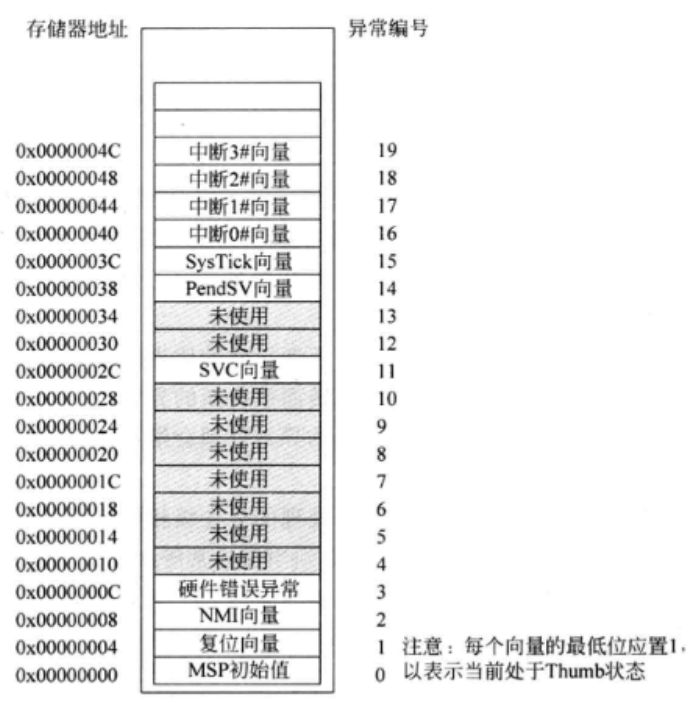 存储器地址 异常编号
0x0000004C 中断3#向量 19
0x00000048 中断2#向量 18
0x00000044 中断1#向量 17
0x00000040 中断0#向量 16
0x0000003C SysTick向量 15
0x00000038 PendSV向量 14
0x00000034 未使用 13
0x00000030 未使用 12
0x0000002C SVC向量 11
0x00000028 未使用 10
0x00000024 未使用 9
0x00000020 未使用 8
0x0000001C 未使用 7
0x00000018 未使用 6
0x00000014 未使用 5
0x00000010 未使用 4
0x0000000C 硬件错误异常 3
0x00000008 NMI向量 2
0x00000004 复位向量 1 注意：每个向量的最低位应置1，
0x00000000 MSP初始值 0 以表示当前处于Thumb状态